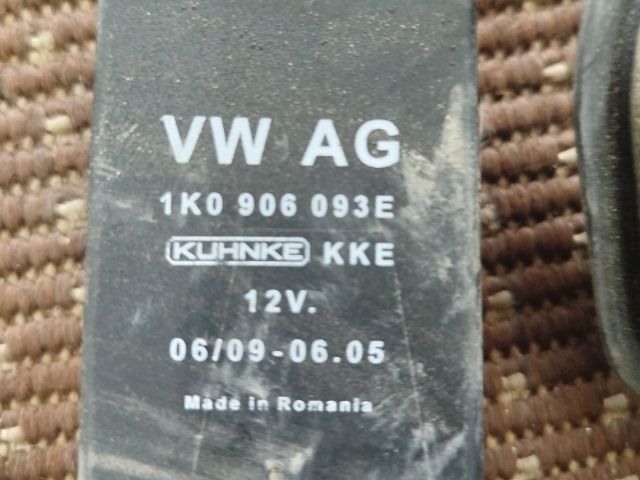 VW AG
1K0 906 093E
KUHNKE KKE
12V.
06/09-06.05
Made in Romania